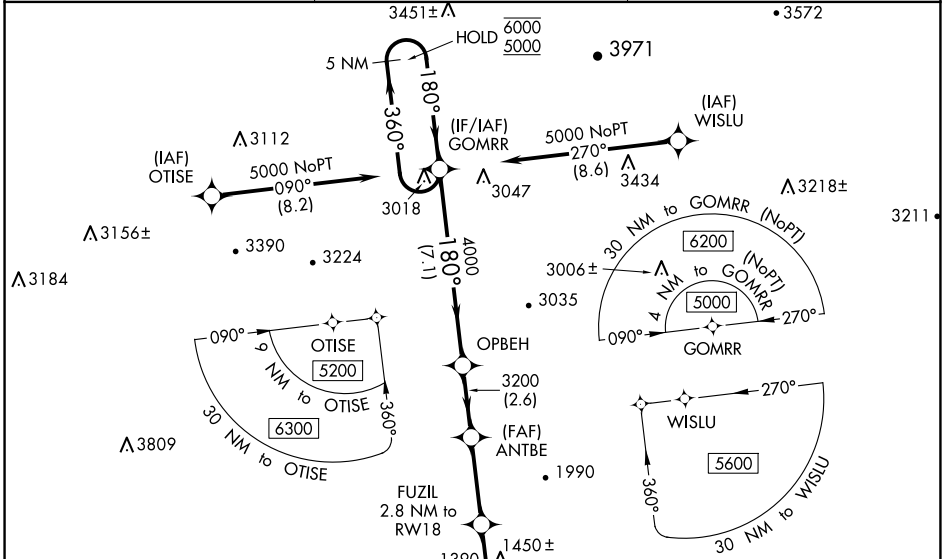 3451±
HOLD
6000
5000
3572
5 NM
3971
180°
360°
(IF/IAF)
GOMRR
(IAF)
WISLU
5000 NoPT
270°
(8.6)
3112
(IAF)
OTISE
5000 NoPT
090°
(8.2)
3018
3047
3434
3218±
3211
3156±
3390
3224
3184
4000
180°
(7.1)
30 NM to GOMRR (NoPT)
6200
3006±
4 NM to GOMRR (NoPT)
5000
090°
270°
GOMRR
3035
OPBEH
090°
OTISE
5200
9 NM to OTISE
6300
360°
30 NM to OTISE
3200
(2.6)
(FAF)
ANTBE
270°
WISLU
5600
360°
30 NM to WISLU
3809
1990
FUZIL
2.8 NM to
RW18
1450±
1390